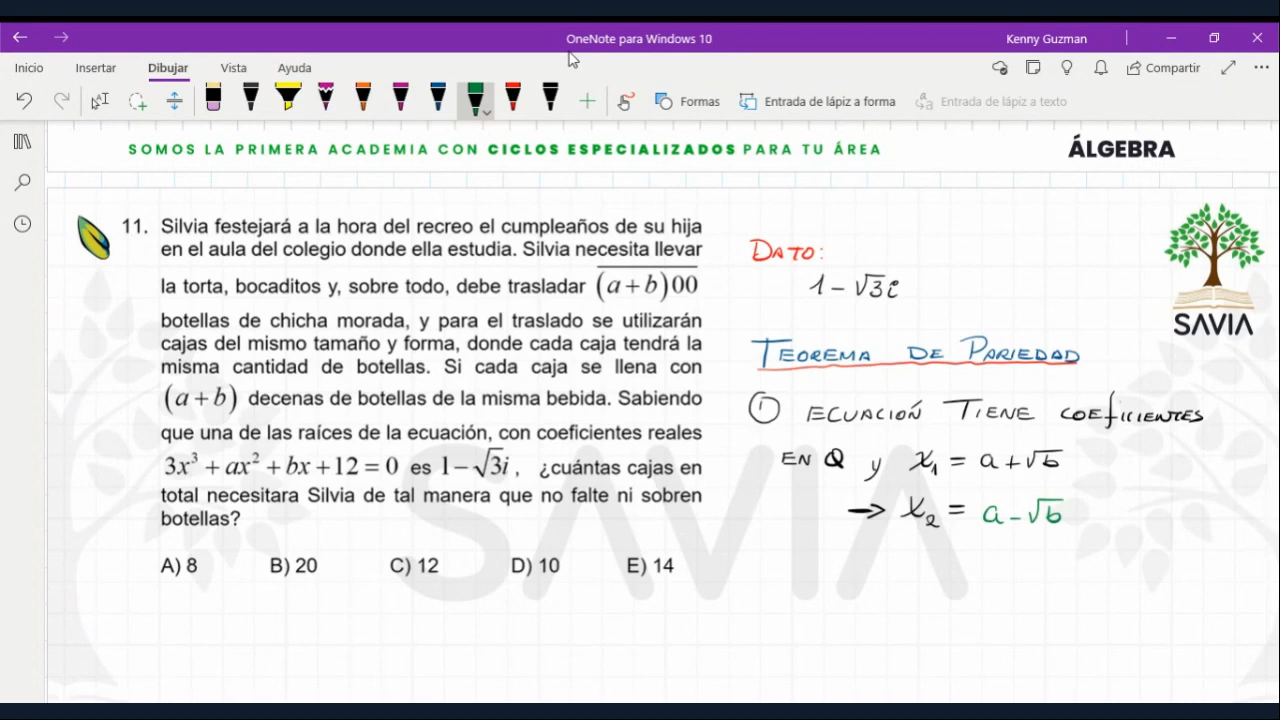 OneNote para Windows 10
Kenny Guzman
Inicio Insertar Dibujar Vista Ayuda
Compartir
Formas Entrada de lápiz a forma Entrada de lápiz a texto
SOMOS LA PRIMERA ACADEMIA CON CICLOS ESPECIALIZADOS PARA TU ÁREA
ÁLGEBRA
11. Silvia festejará a la hora del recreo el cumpleaños de su hija
en el aula del colegio donde ella estudia. Silvia necesita llevar
la torta, bocaditos y, sobre todo, debe trasladar \overline{(a+b)00}
botellas de chicha morada, y para el traslado se utilizarán
cajas del mismo tamaño y forma, donde cada caja tendrá la
misma cantidad de botellas. Si cada caja se llena con
(a+b) decenas de botellas de la misma bebida. Sabiendo
que una de las raíces de la ecuación, con coeficientes reales
3x³ + ax² + bx + 12 = 0 es 1 − √3i, ¿cuántas cajas en
total necesitara Silvia de tal manera que no falte ni sobren
botellas?
A) 8 B) 20 C) 12 D) 10 E) 14
DATO:
1 − √3i
TEOREMA DE PARIEDAD
① ECUACIÓN TIENE COEFICIENTES
EN Q y x₁ = a + √b
→ x₂ = a − √b
SAVIA
SAVIA